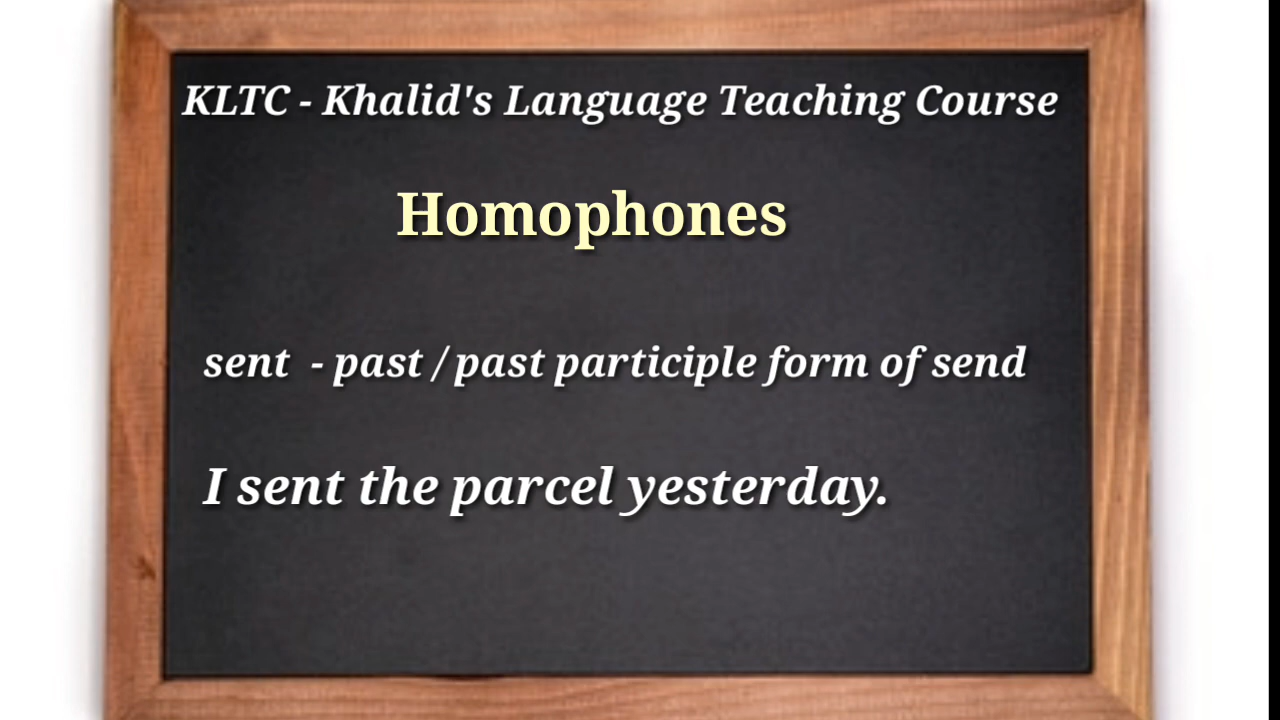 KLTC - Khalid's Language Teaching Course
Homophones
sent - past / past participle form of send
I sent the parcel yesterday.